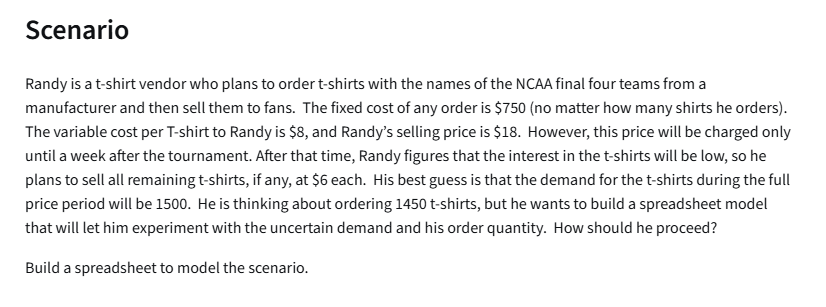 Scenario
Randy is a t-shirt vendor who plans to order t-shirts with the names of the NCAA final four teams from a
manufacturer and then sell them to fans.  The fixed cost of any order is $750 (no matter how many shirts he orders).
The variable cost per T-shirt to Randy is $8, and Randy’s selling price is $18.  However, this price will be charged only
until a week after the tournament. After that time, Randy figures that the interest in the t-shirts will be low, so he
plans to sell all remaining t-shirts, if any, at $6 each.  His best guess is that the demand for the t-shirts during the full
price period will be 1500.  He is thinking about ordering 1450 t-shirts, but he wants to build a spreadsheet model
that will let him experiment with the uncertain demand and his order quantity.  How should he proceed?
Build a spreadsheet to model the scenario.